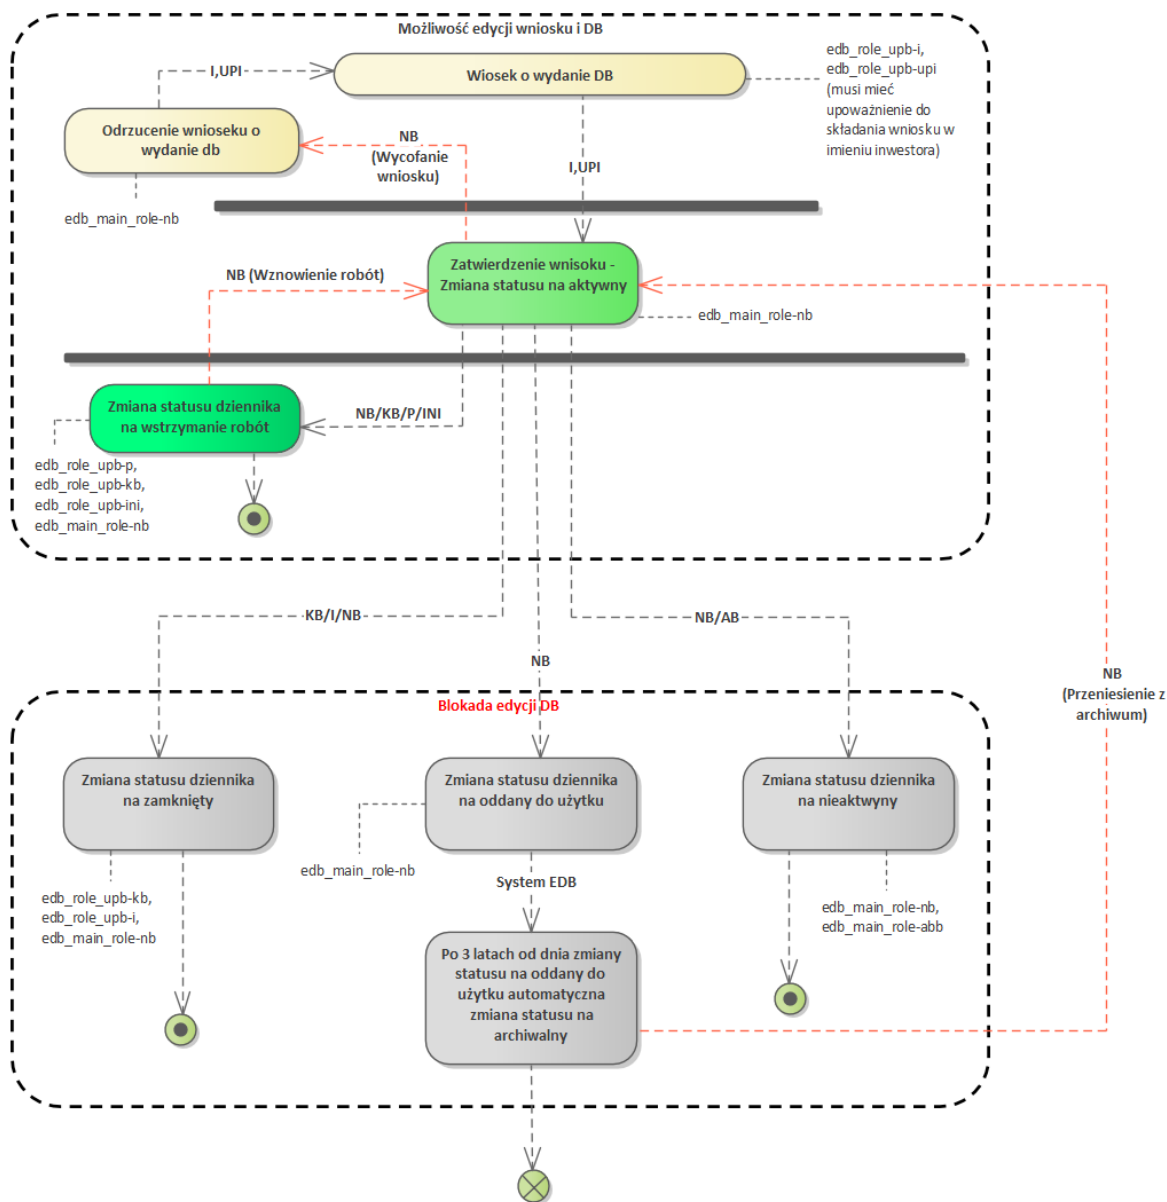 Możliwość edycji wniosku i DB
I,UPI
Wiosek o wydanie DB
edb_role_upb-i,
edb_role_upb-upi
(musi mieć
upoważnienie do
składania wniosku w
imieniu inwestora)
Odrzucenie wnioseku o
wydanie db
NB
(Wycofanie
wniosku)
I,UPI
edb_main_role-nb
Zatwierdzenie wnisoku -
Zmiana statusu na aktywny
NB (Wznowienie robót)
edb_main_role-nb
Zmiana statusu dziennika
na wstrzymanie robót
NB/KB/P/INI
edb_role_upb-p,
edb_role_upb-kb,
edb_role_upb-ini,
edb_main_role-nb
KB/I/NB
NB/AB
NB
NB
(Przeniesienie z
archiwum)
Blokada edycji DB
Zmiana statusu dziennika
na zamknięty
Zmiana statusu dziennika
na oddany do użytku
Zmiana statusu dziennika
na nieaktwyny
edb_main_role-nb
System EDB
edb_role_upb-kb,
edb_role_upb-i,
edb_main_role-nb
edb_main_role-nb,
edb_main_role-abb
Po 3 latach od dnia zmiany
statusu na oddany do
użytku automatyczna
zmiana statusu na
archiwalny